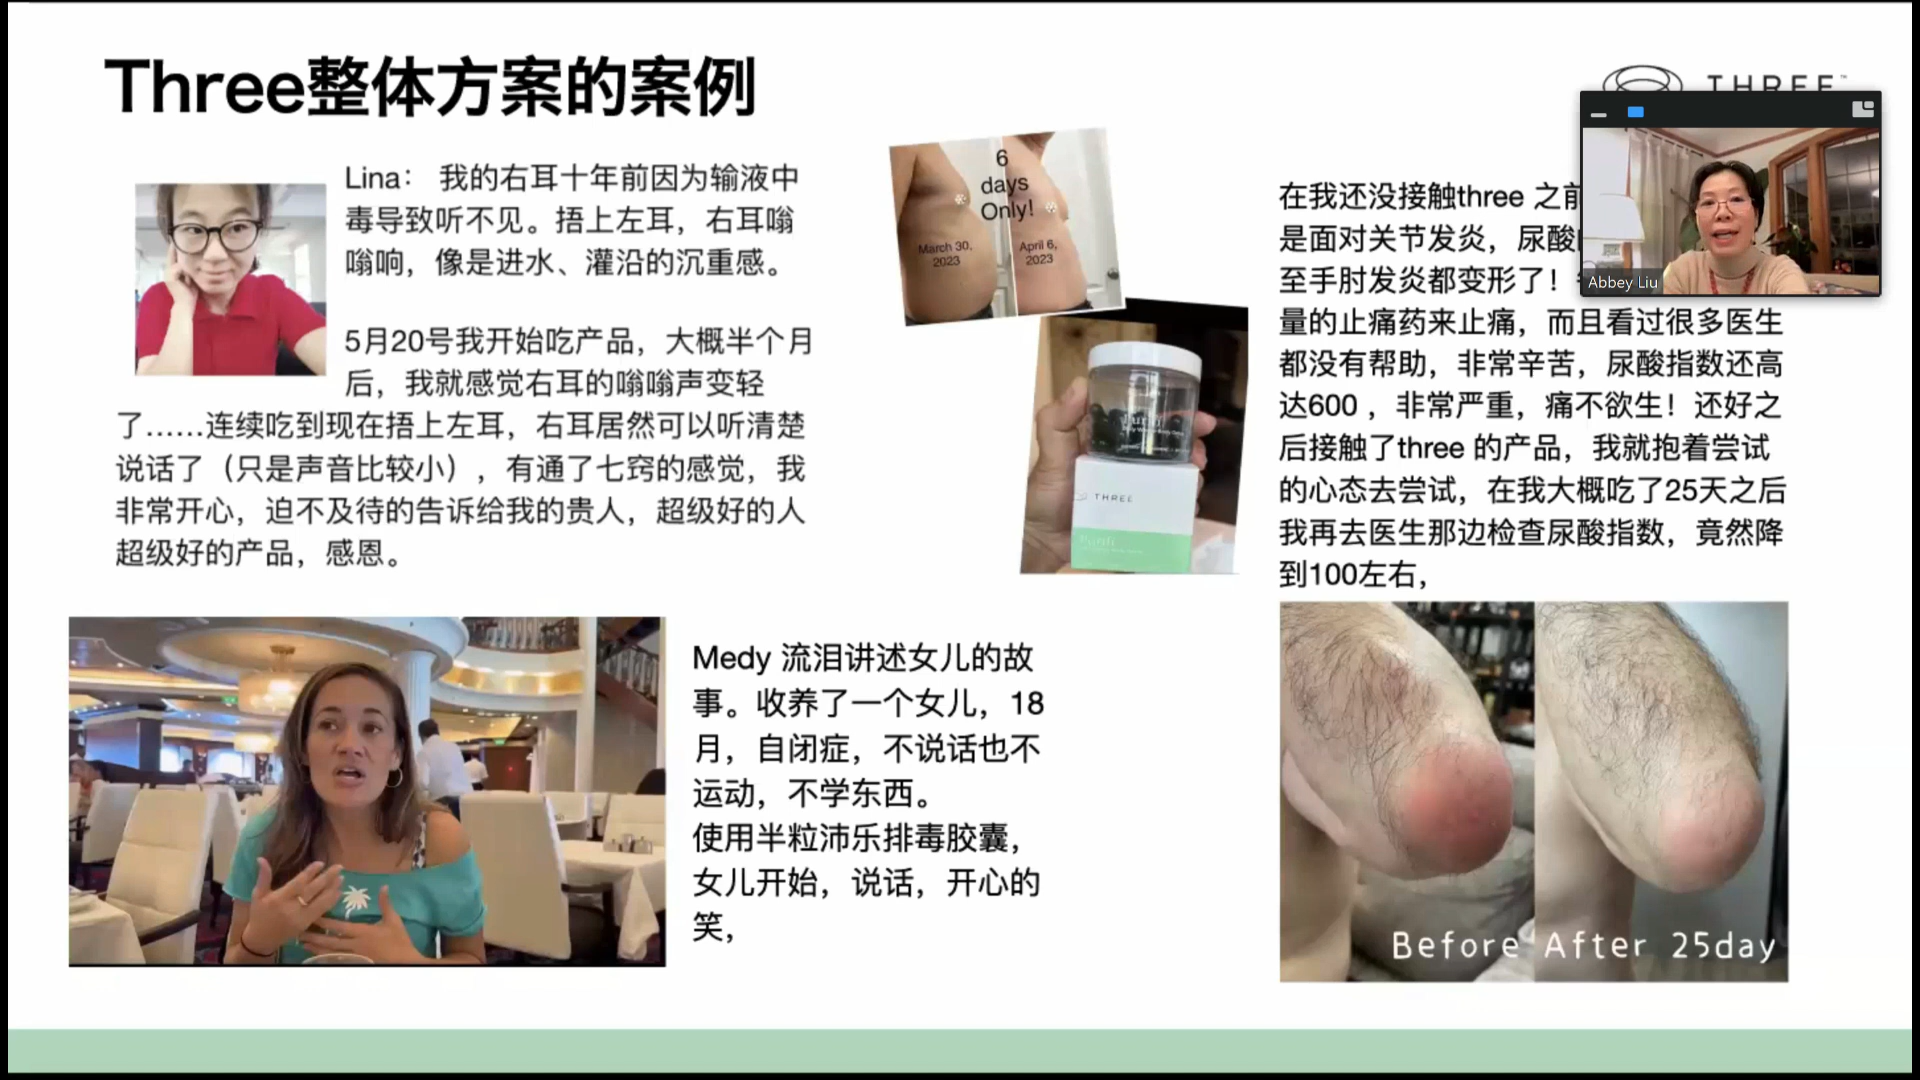 Three整体方案的案例
THREE
Lina： 我的右耳十年前因为输液中
毒导致听不见。捂上左耳，右耳嗡
嗡响，像是进水、灌沿的沉重感。
5月20号我开始吃产品，大概半个月
后，我就感觉右耳的嗡嗡声变轻
了……连续吃到现在捂上左耳，右耳居然可以听清楚
说话了（只是声音比较小），有通了七窍的感觉，我
非常开心，迫不及待的告诉给我的贵人，超级好的人
超级好的产品，感恩。
6
days
Only!
March 30,
2023
April 6,
2023
Purifí
THREE
Purifí
在我还没接触three 之前
是面对关节发炎，尿酸
至手肘发炎都变形了！
量的止痛药来止痛，而且看过很多医生
都没有帮助，非常辛苦，尿酸指数还高
达600 ，非常严重，痛不欲生！还好之
后接触了three 的产品，我就抱着尝试
的心态去尝试，在我大概吃了25天之后
我再去医生那边检查尿酸指数，竟然降
到100左右，
Abbey Liu
Medy 流泪讲述女儿的故
事。收养了一个女儿，18
月，自闭症，不说话也不
运动，不学东西。
使用半粒沛乐排毒胶囊，
女儿开始，说话，开心的
笑，
Before After 25day